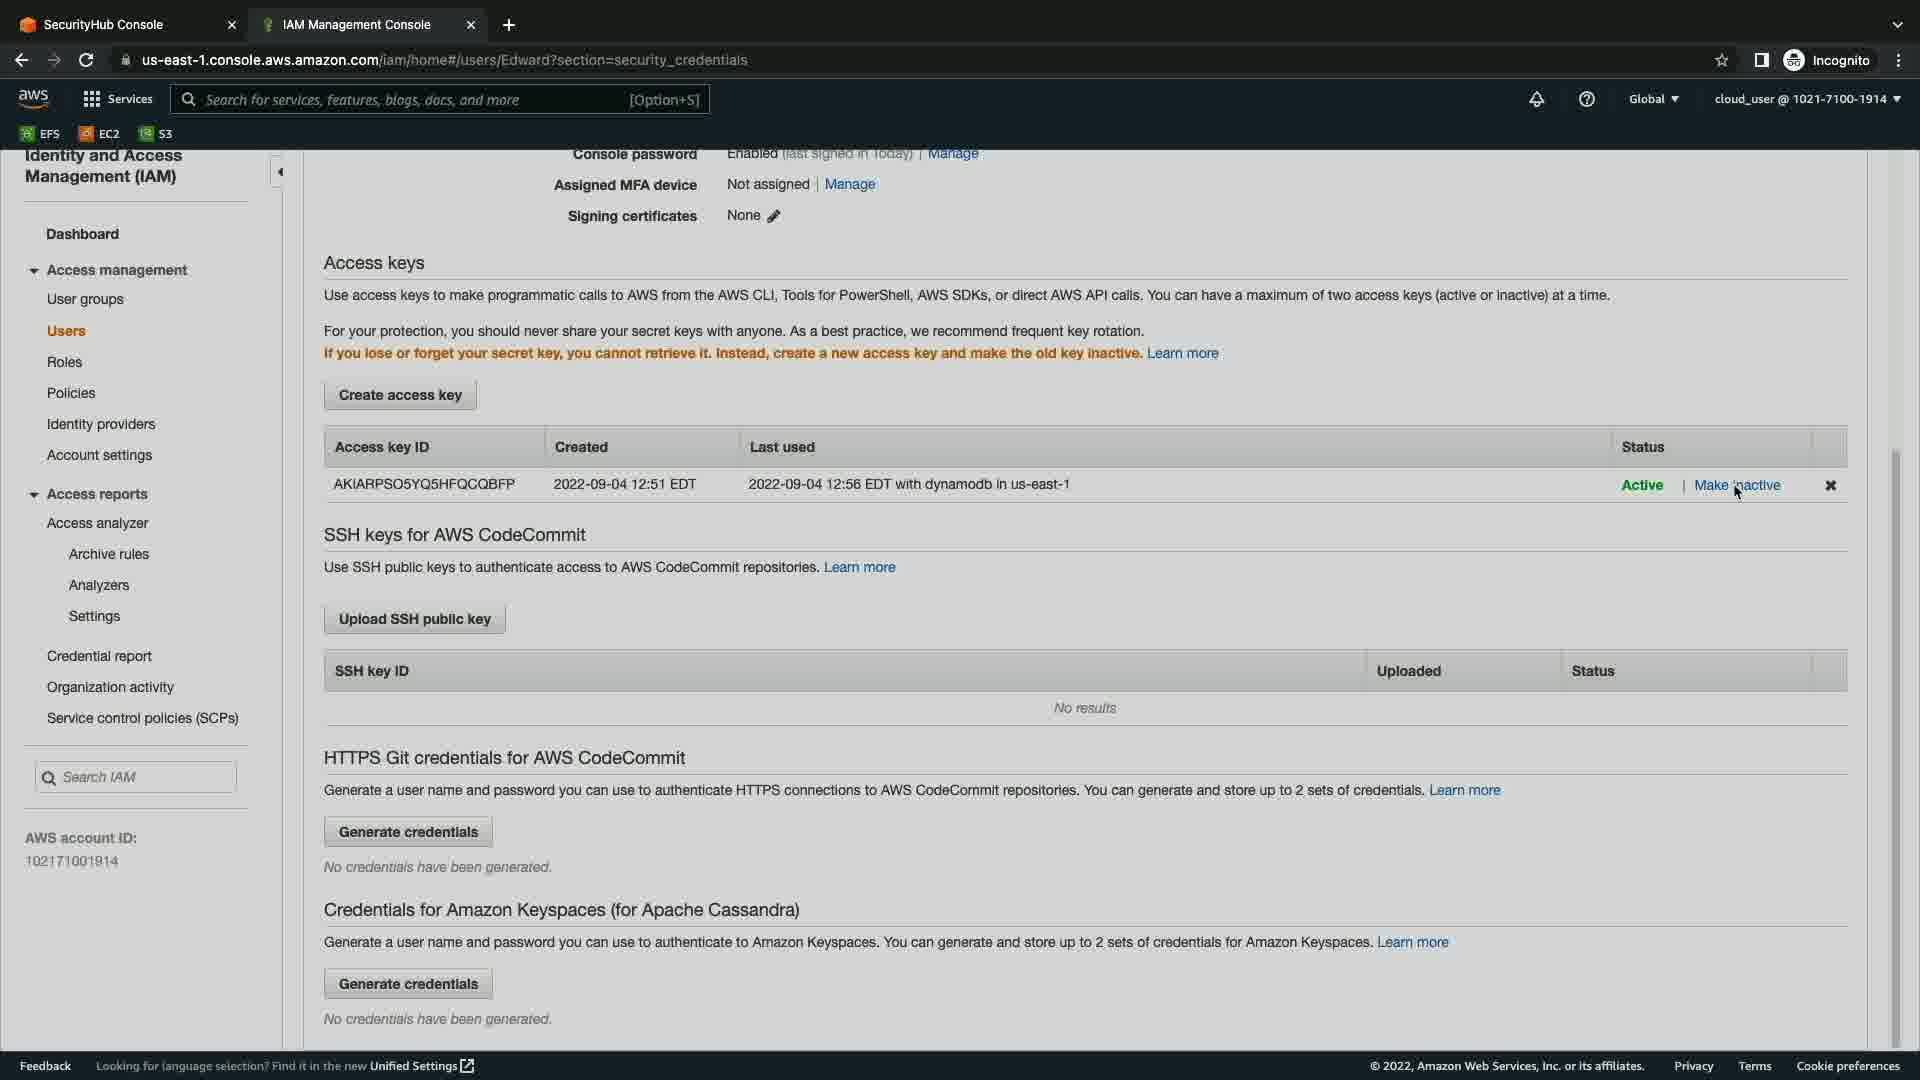 SecurityHub Console
IAM Management Console
us-east-1.console.aws.amazon.com/iam/home#/users/Edward?section=security_credentials
Incognito
aws
Services
Search for services, features, blogs, docs, and more
[Option+S]
Global
cloud_user @ 1021-7100-1914
EFS
EC2
S3
Identity and Access
Management (IAM)
Dashboard
Access management
User groups
Users
Roles
Policies
Identity providers
Account settings
Access reports
Access analyzer
Archive rules
Analyzers
Settings
Credential report
Organization activity
Service control policies (SCPs)
Search IAM
AWS account ID:
102171001914
Console password Enabled (last signed in Today) | Manage
Assigned MFA device Not assigned | Manage
Signing certificates None
Access keys
Use access keys to make programmatic calls to AWS from the AWS CLI, Tools for PowerShell, AWS SDKs, or direct AWS API calls. You can have a maximum of two access keys (active or inactive) at a time.
For your protection, you should never share your secret keys with anyone. As a best practice, we recommend frequent key rotation.
If you lose or forget your secret key, you cannot retrieve it. Instead, create a new access key and make the old key inactive. Learn more
Create access key
Access key ID Created Last used Status
AKIARPSO5YQ5HFQCQBFP 2022-09-04 12:51 EDT 2022-09-04 12:56 EDT with dynamodb in us-east-1 Active | Make inactive
SSH keys for AWS CodeCommit
Use SSH public keys to authenticate access to AWS CodeCommit repositories. Learn more
Upload SSH public key
SSH key ID Uploaded Status
No results
HTTPS Git credentials for AWS CodeCommit
Generate a user name and password you can use to authenticate HTTPS connections to AWS CodeCommit repositories. You can generate and store up to 2 sets of credentials. Learn more
Generate credentials
No credentials have been generated.
Credentials for Amazon Keyspaces (for Apache Cassandra)
Generate a user name and password you can use to authenticate to Amazon Keyspaces. You can generate and store up to 2 sets of credentials for Amazon Keyspaces. Learn more
Generate credentials
No credentials have been generated.
Feedback
Looking for language selection? Find it in the new Unified Settings
© 2022, Amazon Web Services, Inc. or its affiliates.
Privacy
Terms
Cookie preferences